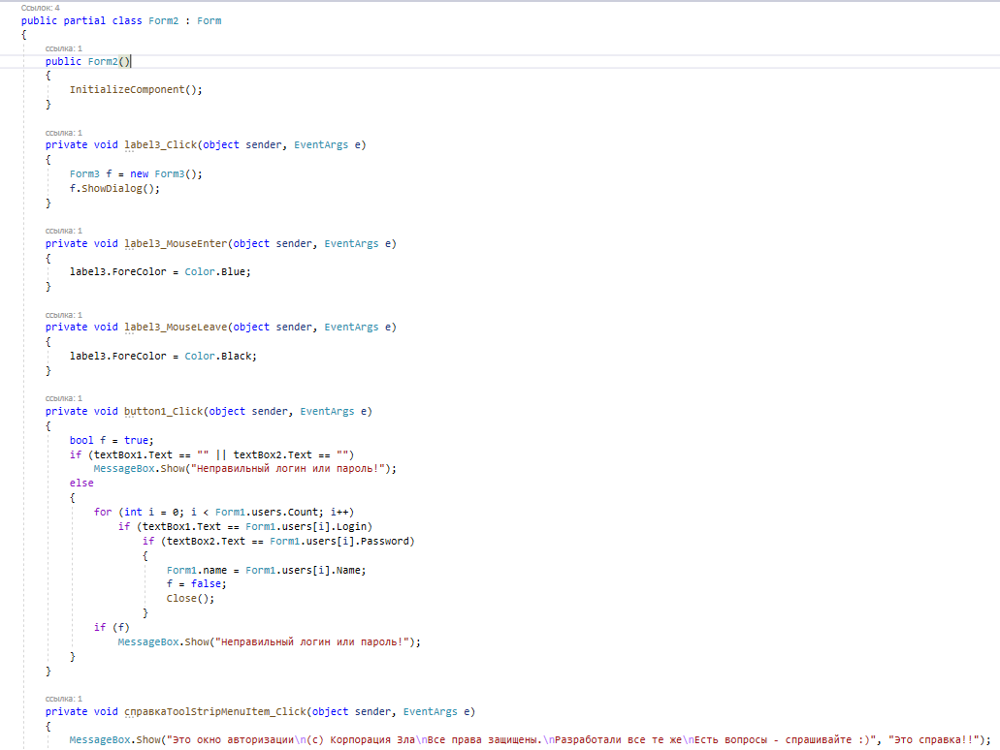 Ссылок: 4
public partial class Form2 : Form
{
ссылка: 1
public Form2()
{
InitializeComponent();
}
ссылка: 1
private void label3_Click(object sender, EventArgs e)
{
Form3 f = new Form3();
f.ShowDialog();
}
ссылка: 1
private void label3_MouseEnter(object sender, EventArgs e)
{
label3.ForeColor = Color.Blue;
}
ссылка: 1
private void label3_MouseLeave(object sender, EventArgs e)
{
label3.ForeColor = Color.Black;
}
ссылка: 1
private void button1_Click(object sender, EventArgs e)
{
bool f = true;
if (textBox1.Text == "" || textBox2.Text == "")
MessageBox.Show("Неправильный логин или пароль!");
else
{
for (int i = 0; i < Form1.users.Count; i++)
if (textBox1.Text == Form1.users[i].Login)
if (textBox2.Text == Form1.users[i].Password)
{
Form1.name = Form1.users[i].Name;
f = false;
Close();
}
if (f)
MessageBox.Show("Неправильный логин или пароль!");
}
}
ссылка: 1
private void справкаToolStripMenuItem_Click(object sender, EventArgs e)
{
MessageBox.Show("Это окно авторизации\n(с) Корпорация Зла\nВсе права защищены.\nРазработали все те же\nЕсть вопросы - спрашивайте :)", "Это справка!!");